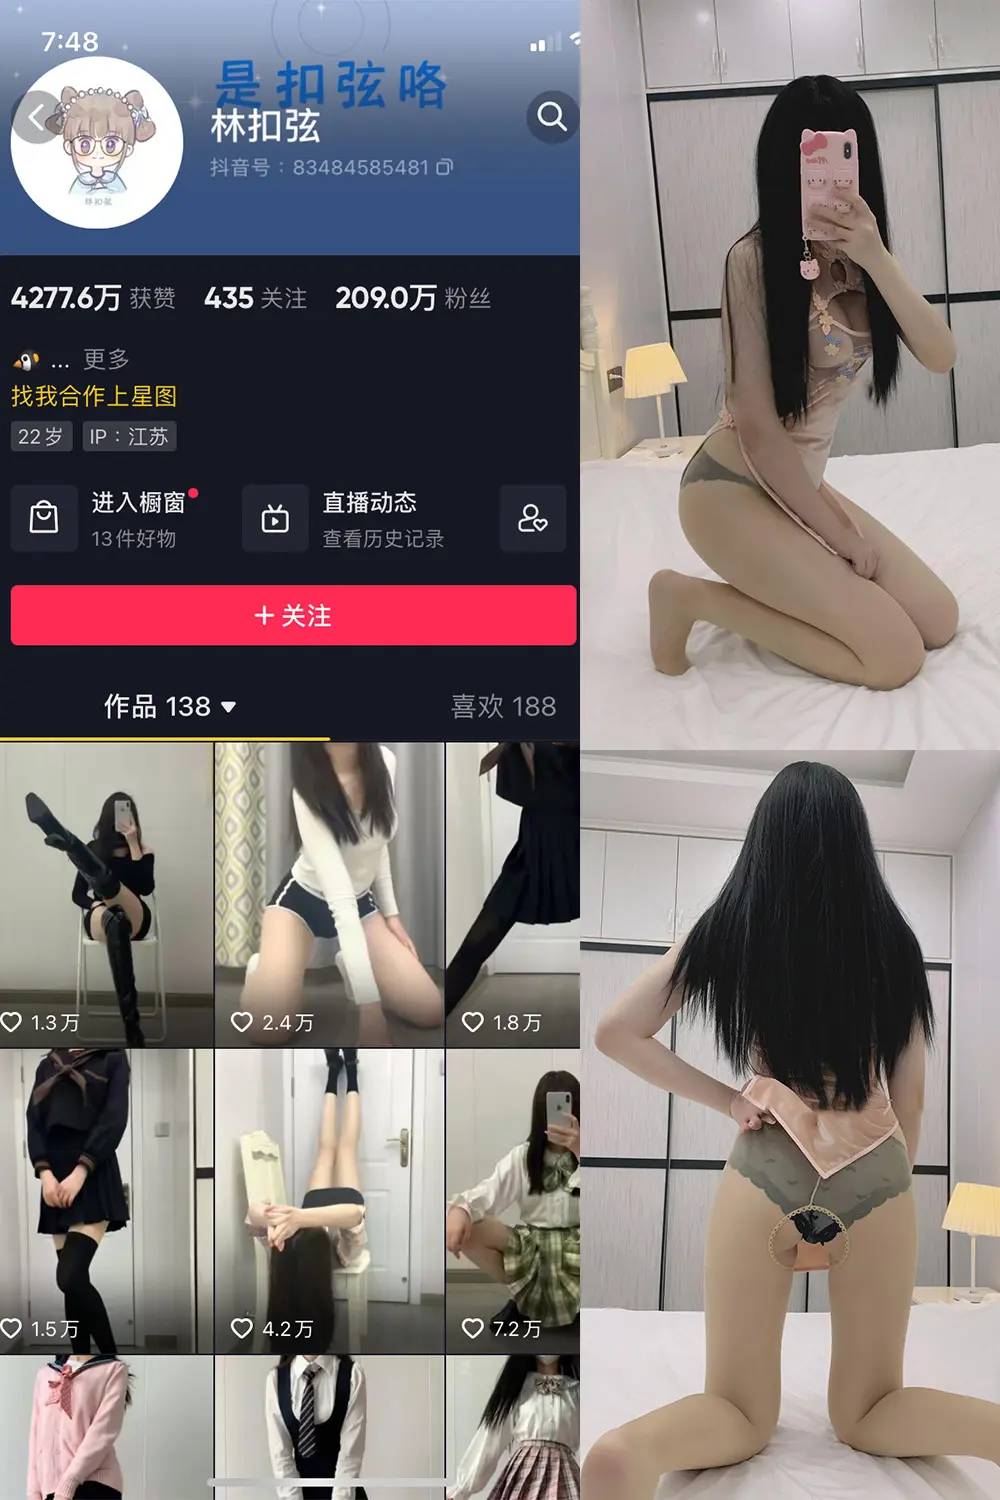 7:48
是扣弦咯
林扣弦
抖音号：83484585481
林扣弦
4277.6万 获赞 435 关注 209.0万 粉丝
... 更多
找我合作上星图
22岁 IP：江苏
进入橱窗 直播动态
13件好物 查看历史记录
+ 关注
作品 138 喜欢 188
1.3万 2.4万 1.8万
1.5万 4.2万 7.2万